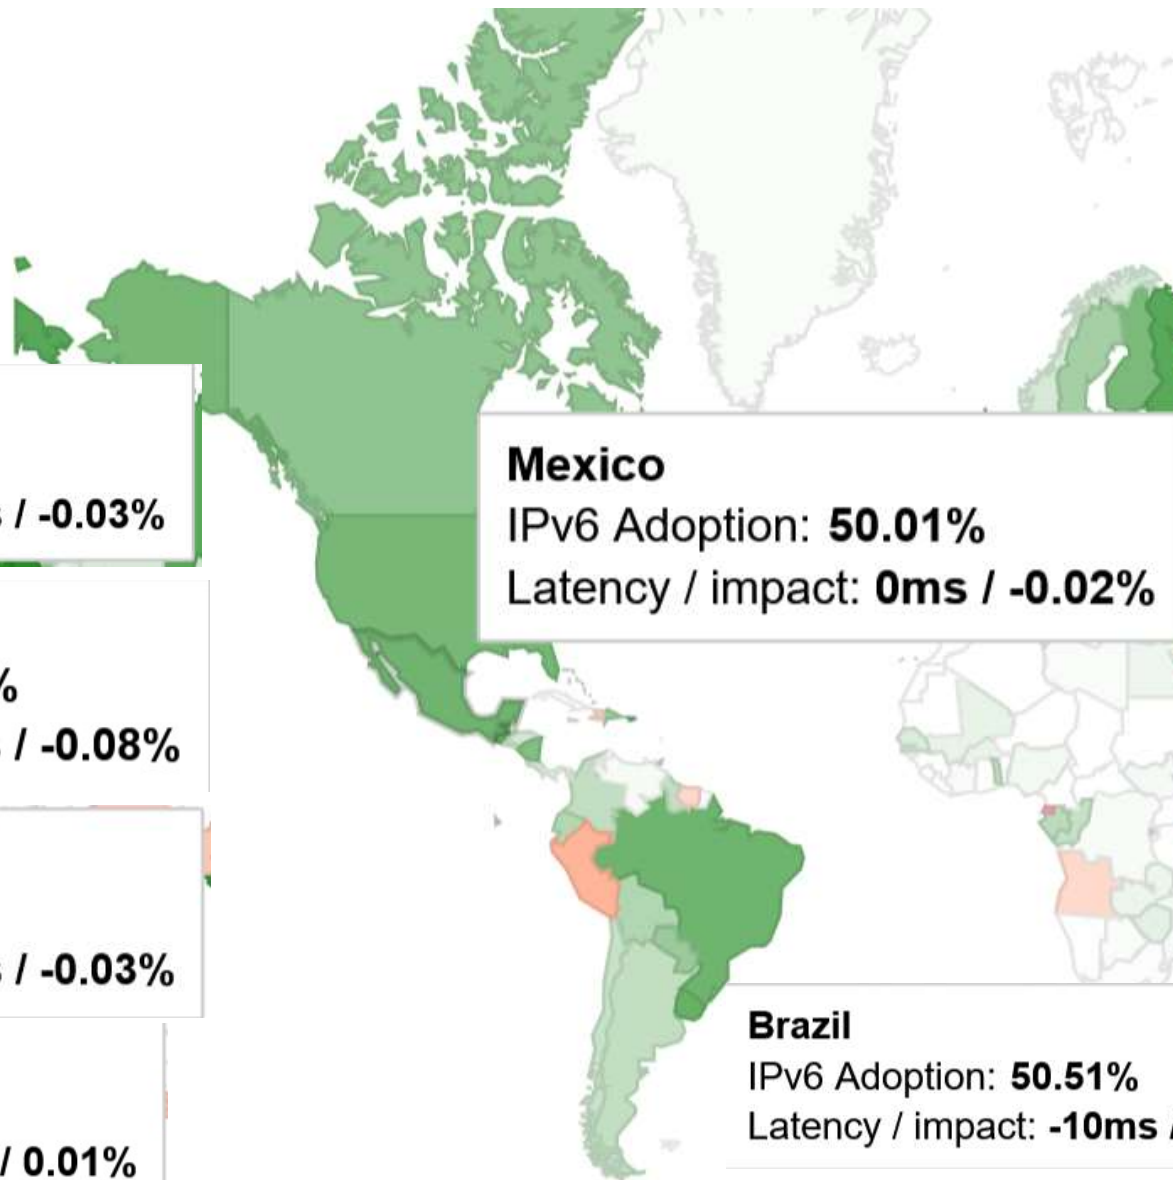 / -0.03%
Mexico
IPv6 Adoption: 50.01%
Latency / impact: 0ms / -0.02%
%
/ -0.08%
/ -0.03%
Brazil
IPv6 Adoption: 50.51%
Latency / impact: -10ms /
/ 0.01%